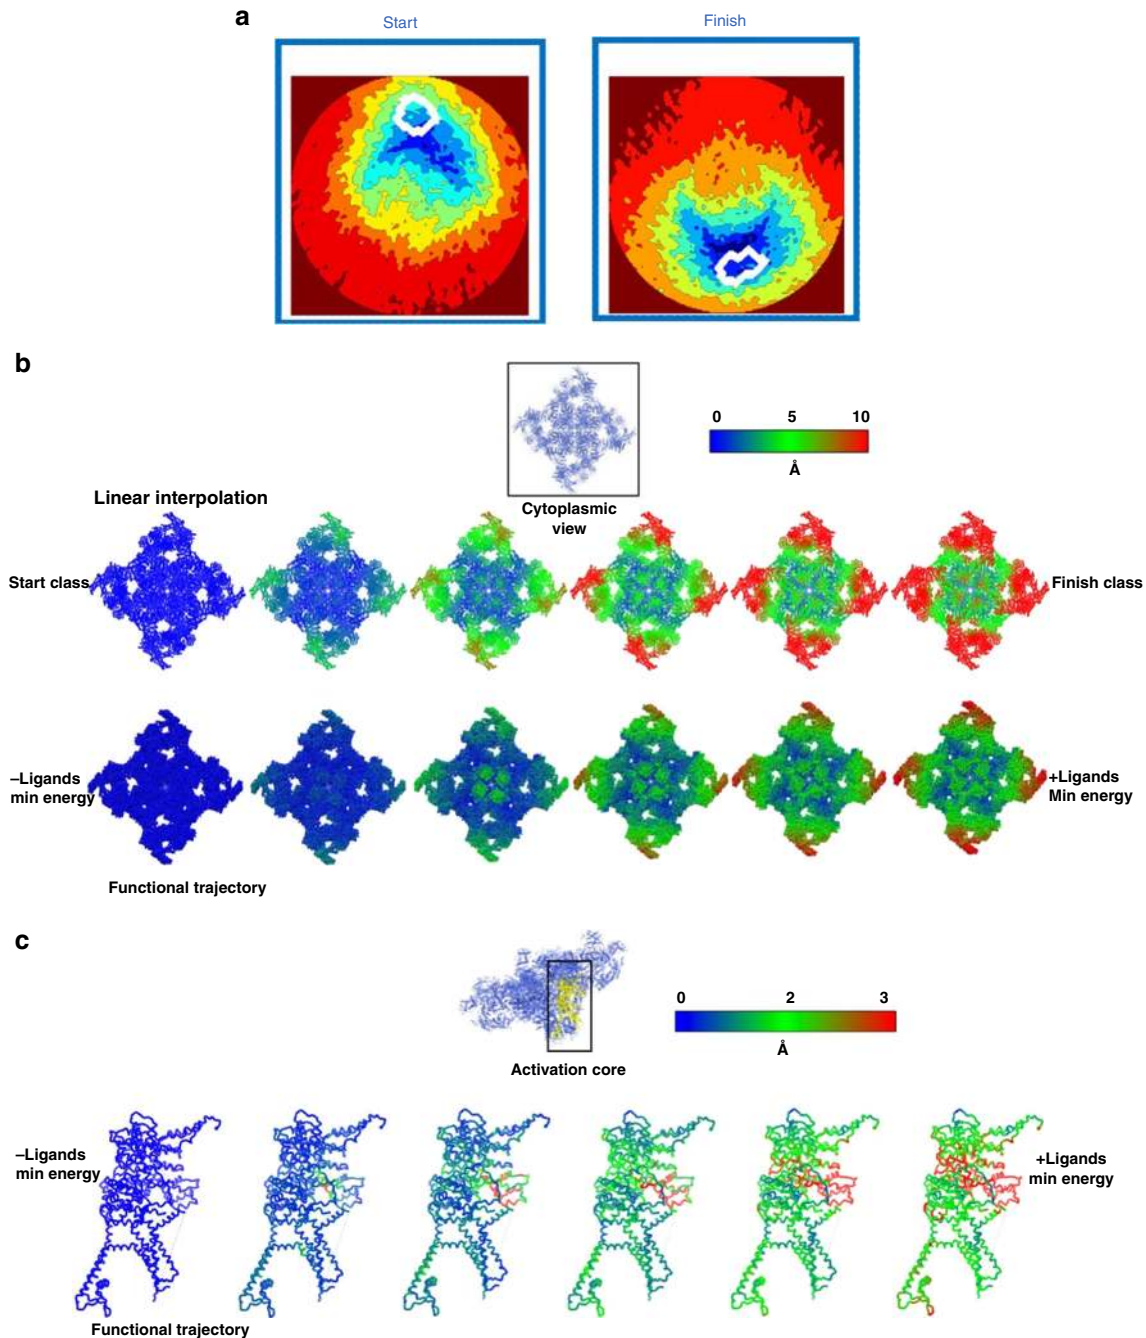 a
Start
Finish
b
0 5 10
Å
Cytoplasmic
view
Linear interpolation
Start class
Finish class
–Ligands
min energy
+Ligands
Min energy
Functional trajectory
c
0 2 3
Å
Activation core
–Ligands
min energy
+Ligands
min energy
Functional trajectory